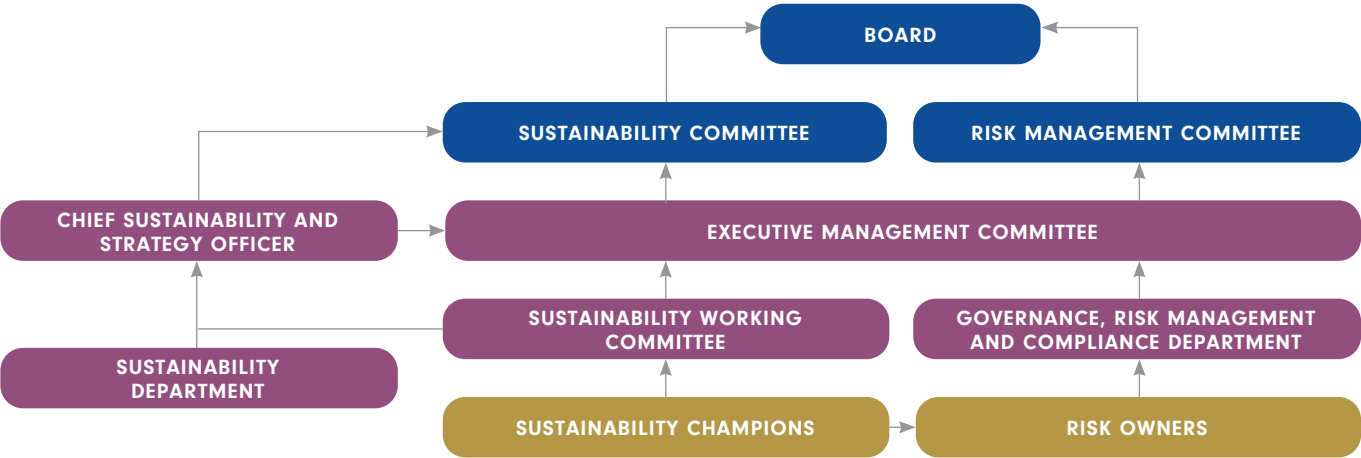 BOARD
SUSTAINABILITY COMMITTEE
RISK MANAGEMENT COMMITTEE
CHIEF SUSTAINABILITY AND
STRATEGY OFFICER
EXECUTIVE MANAGEMENT COMMITTEE
SUSTAINABILITY WORKING
COMMITTEE
GOVERNANCE, RISK MANAGEMENT
AND COMPLIANCE DEPARTMENT
SUSTAINABILITY
DEPARTMENT
SUSTAINABILITY CHAMPIONS
RISK OWNERS